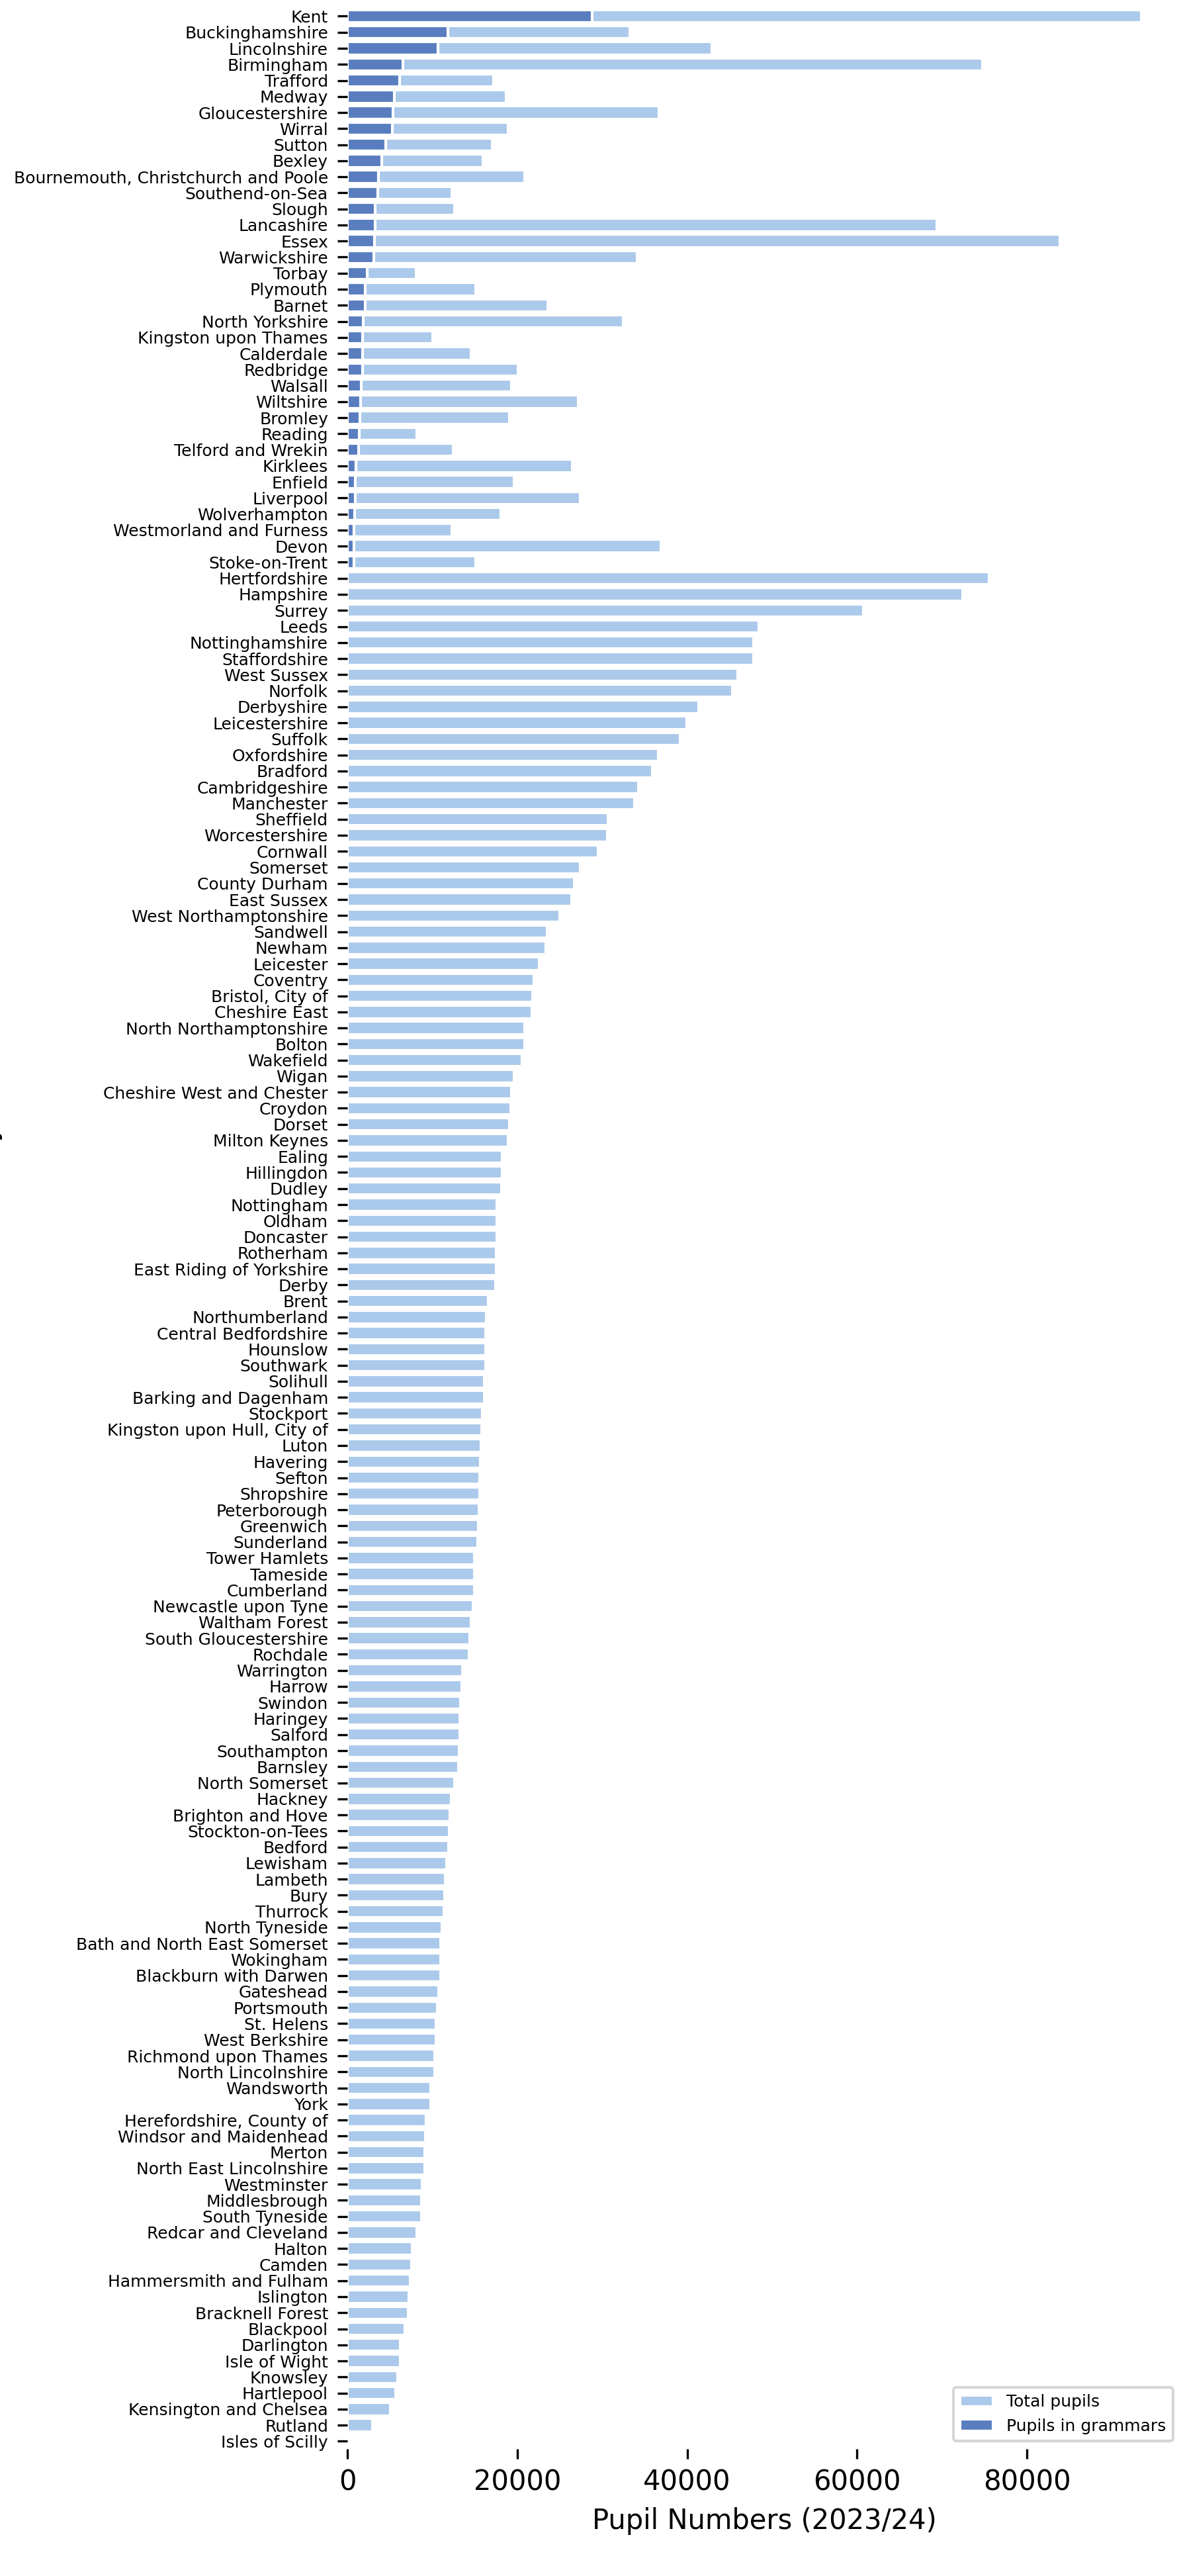 Kent
Buckinghamshire
Lincolnshire
Birmingham
Trafford
Medway
Gloucestershire
Wirral
Sutton
Bexley
Bournemouth, Christchurch and Poole
Southend-on-Sea
Slough
Lancashire
Essex
Warwickshire
Torbay
Plymouth
Barnet
North Yorkshire
Kingston upon Thames
Calderdale
Redbridge
Walsall
Wiltshire
Bromley
Reading
Telford and Wrekin
Kirklees
Enfield
Liverpool
Wolverhampton
Westmorland and Furness
Devon
Stoke-on-Trent
Hertfordshire
Hampshire
Surrey
Leeds
Nottinghamshire
Staffordshire
West Sussex
Norfolk
Derbyshire
Leicestershire
Suffolk
Oxfordshire
Bradford
Cambridgeshire
Manchester
Sheffield
Worcestershire
Cornwall
Somerset
County Durham
East Sussex
West Northamptonshire
Sandwell
Newham
Leicester
Coventry
Bristol, City of
Cheshire East
North Northamptonshire
Bolton
Wakefield
Wigan
Cheshire West and Chester
Croydon
Dorset
Milton Keynes
Ealing
Hillingdon
Dudley
Nottingham
Oldham
Doncaster
Rotherham
East Riding of Yorkshire
Derby
Brent
Northumberland
Central Bedfordshire
Hounslow
Southwark
Solihull
Barking and Dagenham
Stockport
Kingston upon Hull, City of
Luton
Havering
Sefton
Shropshire
Peterborough
Greenwich
Sunderland
Tower Hamlets
Tameside
Cumberland
Newcastle upon Tyne
Waltham Forest
South Gloucestershire
Rochdale
Warrington
Harrow
Swindon
Haringey
Salford
Southampton
Barnsley
North Somerset
Hackney
Brighton and Hove
Stockton-on-Tees
Bedford
Lewisham
Lambeth
Bury
Thurrock
North Tyneside
Bath and North East Somerset
Wokingham
Blackburn with Darwen
Gateshead
Portsmouth
St. Helens
West Berkshire
Richmond upon Thames
North Lincolnshire
Wandsworth
York
Herefordshire, County of
Windsor and Maidenhead
Merton
North East Lincolnshire
Westminster
Middlesbrough
South Tyneside
Redcar and Cleveland
Halton
Camden
Hammersmith and Fulham
Islington
Bracknell Forest
Blackpool
Darlington
Isle of Wight
Knowsley
Hartlepool
Kensington and Chelsea
Rutland
Isles of Scilly
Total pupils
Pupils in grammars
0 20000 40000 60000 80000
Pupil Numbers (2023/24)